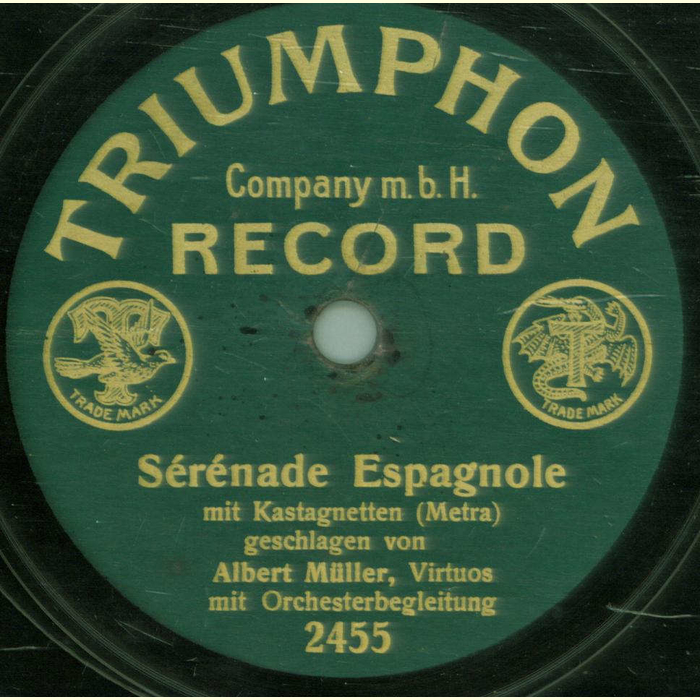 TRIUMPHON
Company m. b. H.
RECORD
TRADE MARK
TRADE MARK
Sérénade Espagnole
mit Kastagnetten (Metra)
geschlagen von
Albert Müller, Virtuos
mit Orchesterbegleitung
2455